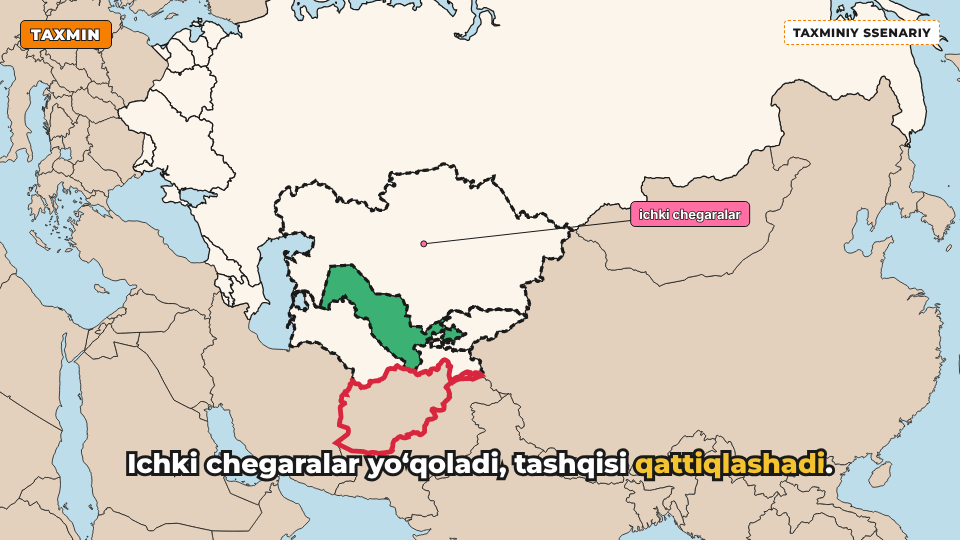 TAXMIN
TAXMINIY SSENARIY
ichki chegaralar
Ichki chegaralar yo‘qoladi, tashqisi qattiqlashadi.